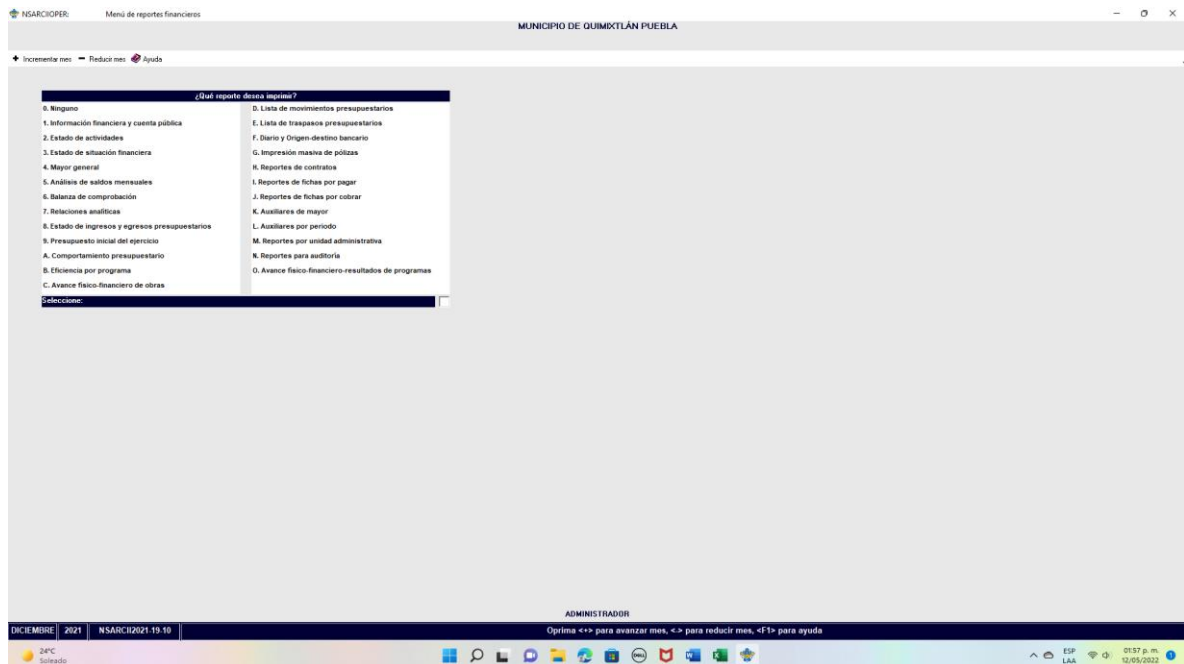 NSARCIIOPER: Menú de reportes financieros
MUNICIPIO DE QUIMIXTLÁN PUEBLA
Incrementar mes Reducir mes Ayuda
¿Qué reporte desea imprimir?
0. Ninguno
1. Información financiera y cuenta pública
2. Estado de actividades
3. Estado de situación financiera
4. Mayor general
5. Análisis de saldos mensuales
6. Balanza de comprobación
7. Relaciones analíticas
8. Estado de ingresos y egresos presupuestarios
9. Presupuesto inicial del ejercicio
A. Comportamiento presupuestario
B. Eficiencia por programa
C. Avance físico-financiero de obras
D. Lista de movimientos presupuestarios
E. Lista de traspasos presupuestarios
F. Diario y Origen-destino bancario
G. Impresión masiva de pólizas
H. Reportes de contratos
I. Reportes de fichas por pagar
J. Reportes de fichas por cobrar
K. Auxiliares de mayor
L. Auxiliares por periodo
M. Reportes por unidad administrativa
N. Reportes para auditoría
O. Avance físico-financiero-resultados de programas
Seleccione:
ADMINISTRADOR
DICIEMBRE 2021 NSARCII2021-19.10 Oprima <+> para avanzar mes, <-> para reducir mes, <F1> para ayuda
24°C
Soleado
DELL
ESP
LAA
01:57 p. m.
12/05/2022
1